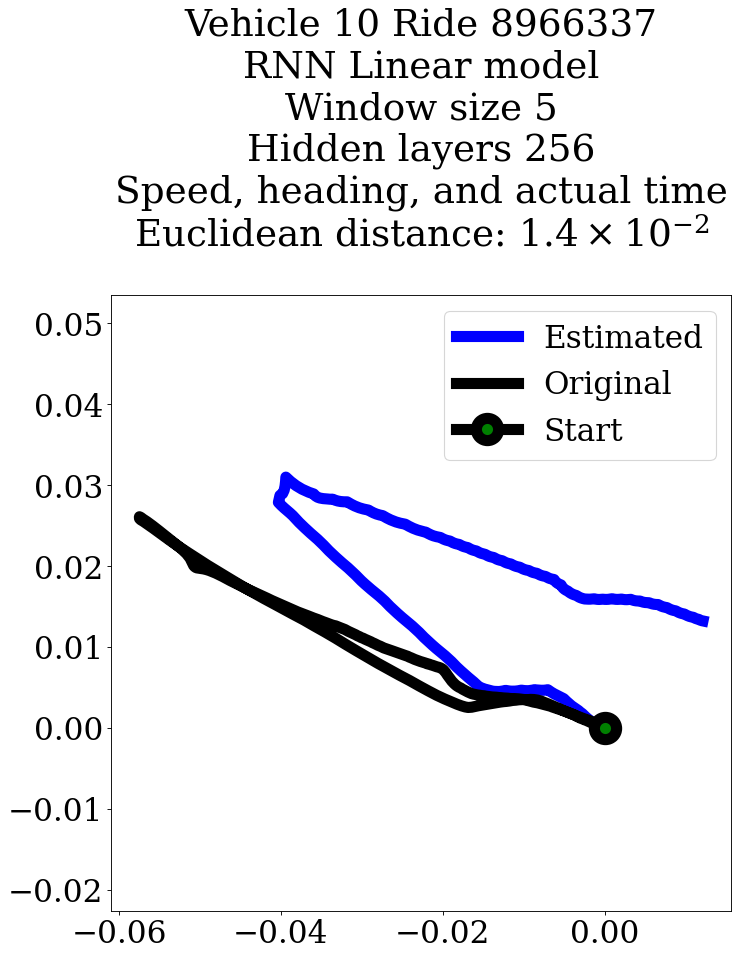 Vehicle 10 Ride 8966337
RNN Linear model
Window size 5
Hidden layers 256
Speed, heading, and actual time
Euclidean distance: 1.4 × 10⁻²
Estimated
Original
Start
0.05
0.04
0.03
0.02
0.01
0.00
−0.01
−0.02
−0.06 −0.04 −0.02 0.00